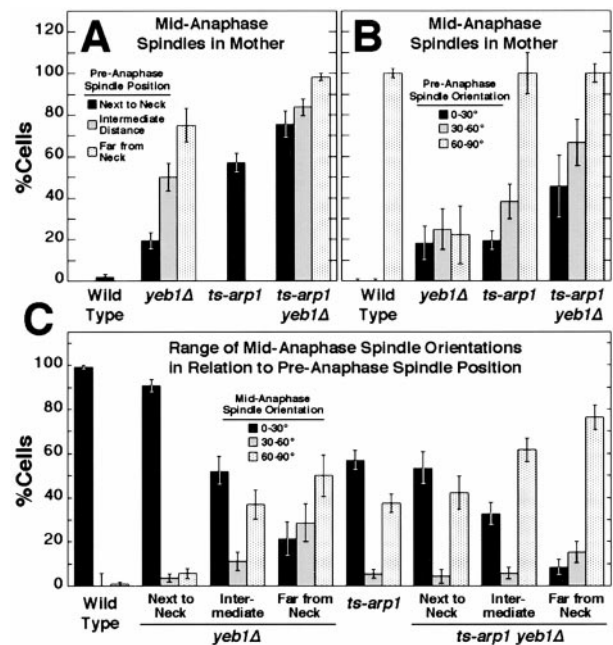 A
Mid-Anaphase
Spindles in Mother
Pre-Anaphase
Spindle Position
Next to Neck
Intermediate
Distance
Far from
Neck
%Cells
120
100
80
60
40
20
0
Wild
Type
yeb1Δ
ts-arp1
ts-arp1
yeb1Δ
B
Mid-Anaphase
Spindles in Mother
Pre-Anaphase
Spindle Orientation
0-30°
30-60°
60-90°
Wild
Type
yeb1Δ
ts-arp1
ts-arp1
yeb1Δ
C
Range of Mid-Anaphase Spindle Orientations
in Relation to Pre-Anaphase Spindle Position
Mid-Anaphase
Spindle Orientation
0-30°
30-60°
60-90°
%Cells
100
80
60
40
20
0
Wild
Type
Next to
Neck
Inter-
mediate
Far from
Neck
yeb1Δ
ts-arp1
Next to
Neck
Inter-
mediate
Far from
Neck
ts-arp1 yeb1Δ